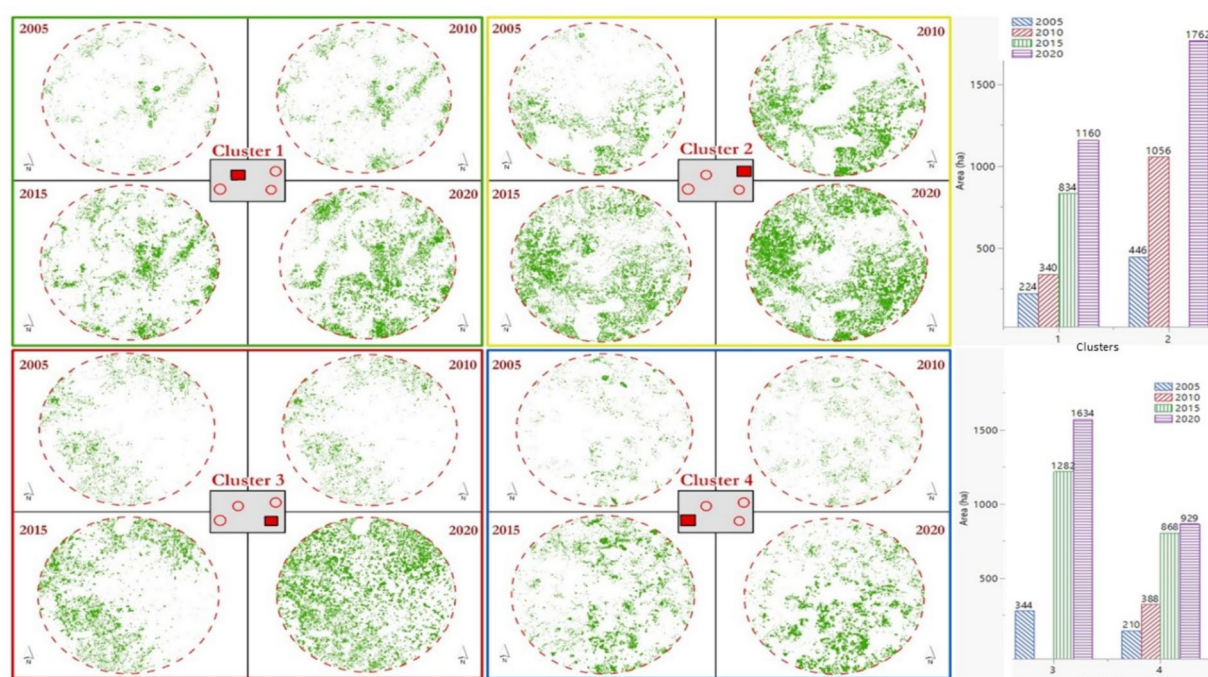 2005
2010
Cluster 1
2015
2020
N
N
N
N
2005
2010
Cluster 2
2015
2020
N
N
N
N
2005
2010
Cluster 3
2015
2020
N
N
N
N
2005
2010
Cluster 4
2015
2020
N
N
N
N
2005
2010
2015
2020
1762
1500
1160
1056
1000
834
Area (ha)
500
446
340
224
1
2
Clusters
2005
2010
2015
2020
1634
1500
1282
Area (ha)
1000
868
929
500
344
388
210
3
4